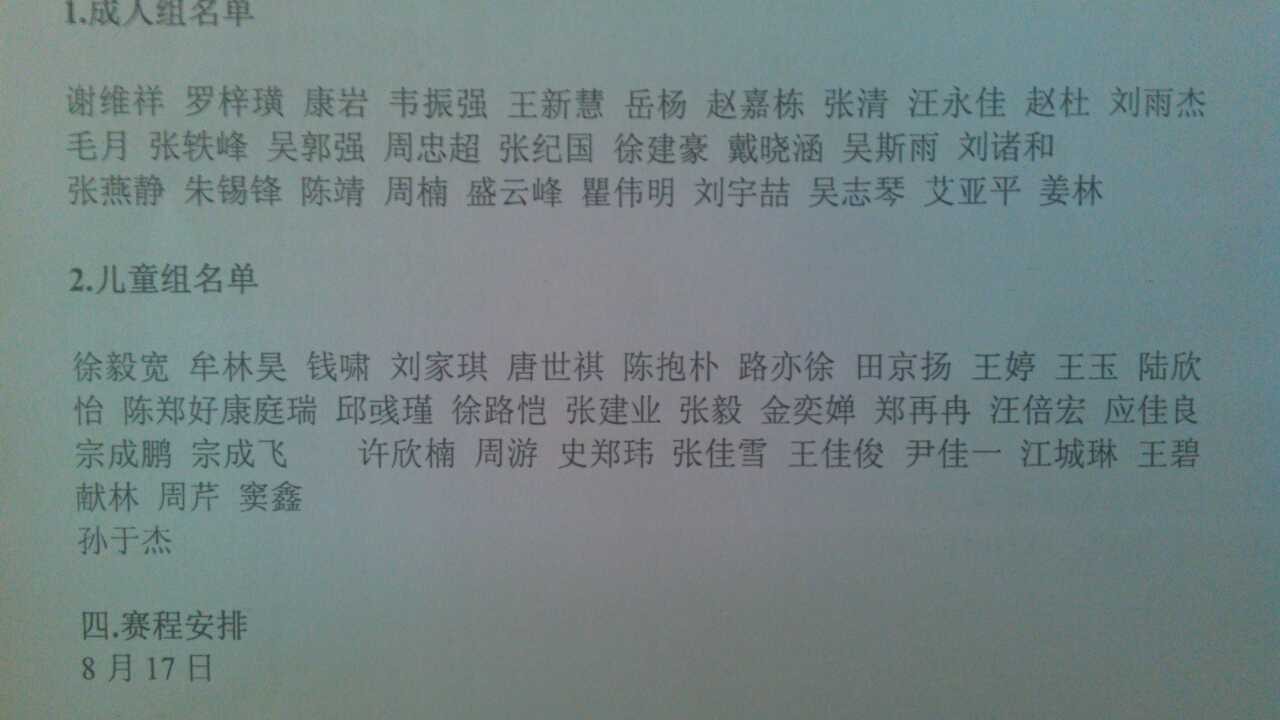 1.成人组名单
谢维祥 罗梓璜 康岩 韦振强 王新慧 岳杨 赵嘉栋 张清 汪永佳 赵杜 刘雨杰
毛月 张轶峰 吴郭强 周忠超 张纪国 徐建豪 戴晓涵 吴斯雨 刘诸和
张燕静 朱锡锋 陈靖 周楠 盛云峰 瞿伟明 刘宇喆 吴志琴 艾亚平 姜林
2.儿童组名单
徐毅宽 牟林昊 钱啸 刘家琪 唐世祺 陈抱朴 路亦徐 田京扬 王婷 王玉 陆欣
怡 陈郑好康庭瑞 邱彧瑾 徐路恺 张建业 张毅 金奕婵 郑再冉 汪倍宏 应佳良
宗成鹏 宗成飞 许欣楠 周游 史郑玮 张佳雪 王佳俊 尹佳一 江城琳 王碧
献林 周芹 窦鑫
孙于杰
四.赛程安排
8 月 17 日